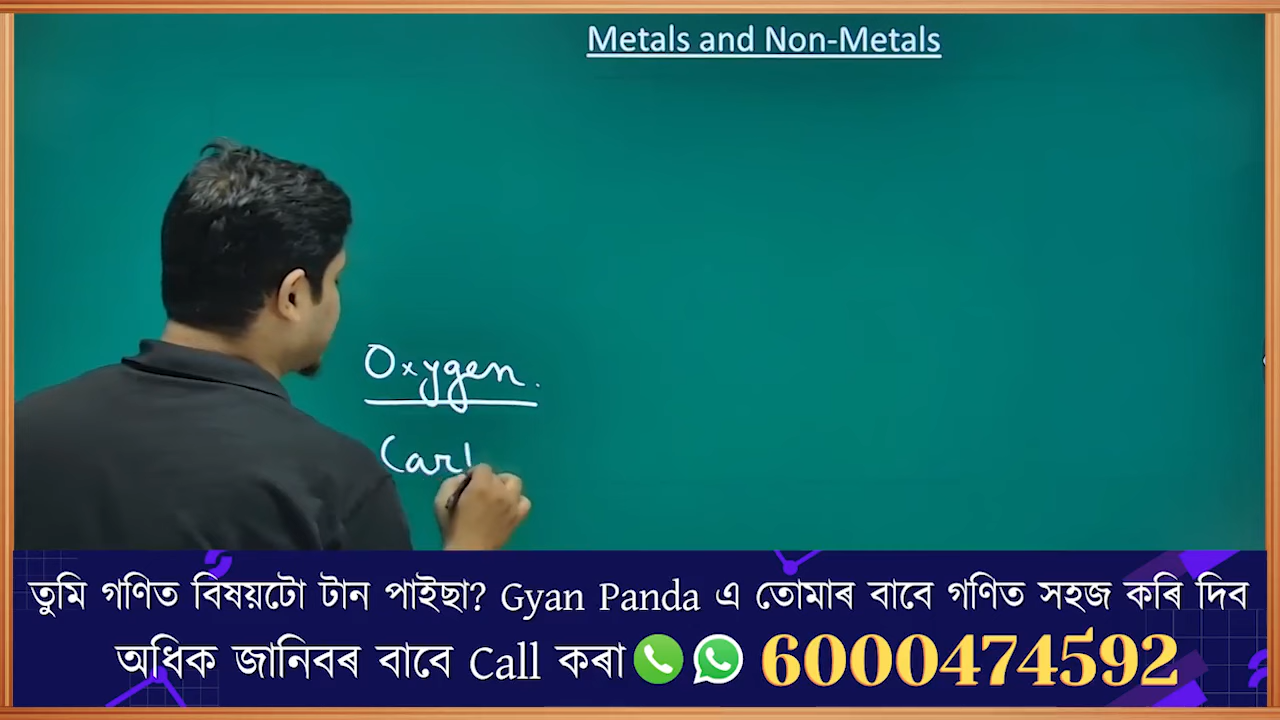 Metals and Non-Metals
Oxygen.
তুমি গণিত বিষয়টো টান পাইছা? Gyan Panda এ তোমাৰ বাবে গণিত সহজ কৰি দিব
অধিক জানিবৰ বাবে Call কৰা 6000474592